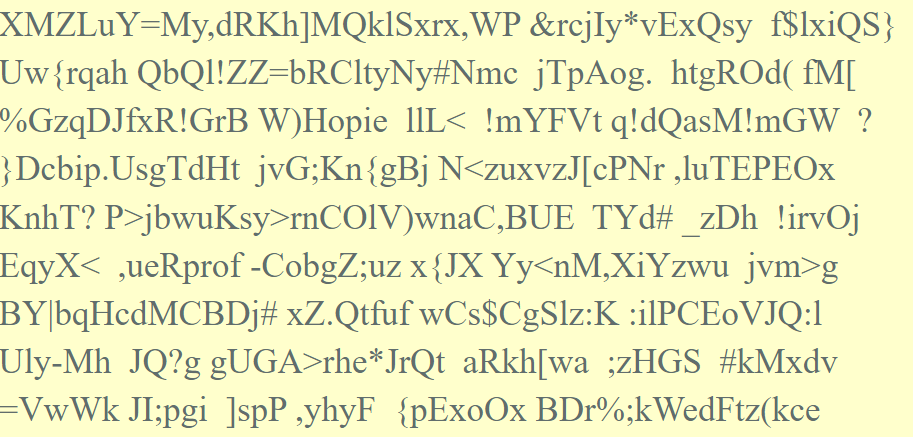 XMZLuY=My,dRKh]MQklSxrx,WP &rcjIy*vExQsy  f$lxiQS}
Uw{rqah QbQl!ZZ=bRCltyNy#Nmc  jTpAog.  htgROd( fM[
%GzqDJfxR!GrB W)Hopie  llL<  !mYFVt q!dQasM!mGW  ?
}Dcbip.UsgTdHt  jvG;Kn{gBj N<zuxvzJ[cPNr ,luTEPEOx
KnhT? P>jbwuKsy>rnCOlV)wnaC,BUE  TYd# _zDh  !irvOj
EqyX<  ,ueRprof -CobgZ;uz x{JX Yy<nM,XiYzwu  jvm>g
BY|bqHcdMCBDj# xZ.Qtfuf wCs$CgSlz:K :ilPCEoVJQ:l
Uly-Mh  JQ?g gUGA>rhe*JrQt  aRkh[wa  ;zHGS  #kMxdv
=VwWk JI;pgi  ]spP ,yhyF  {pExoOx BDr%;kWedFtz(kce